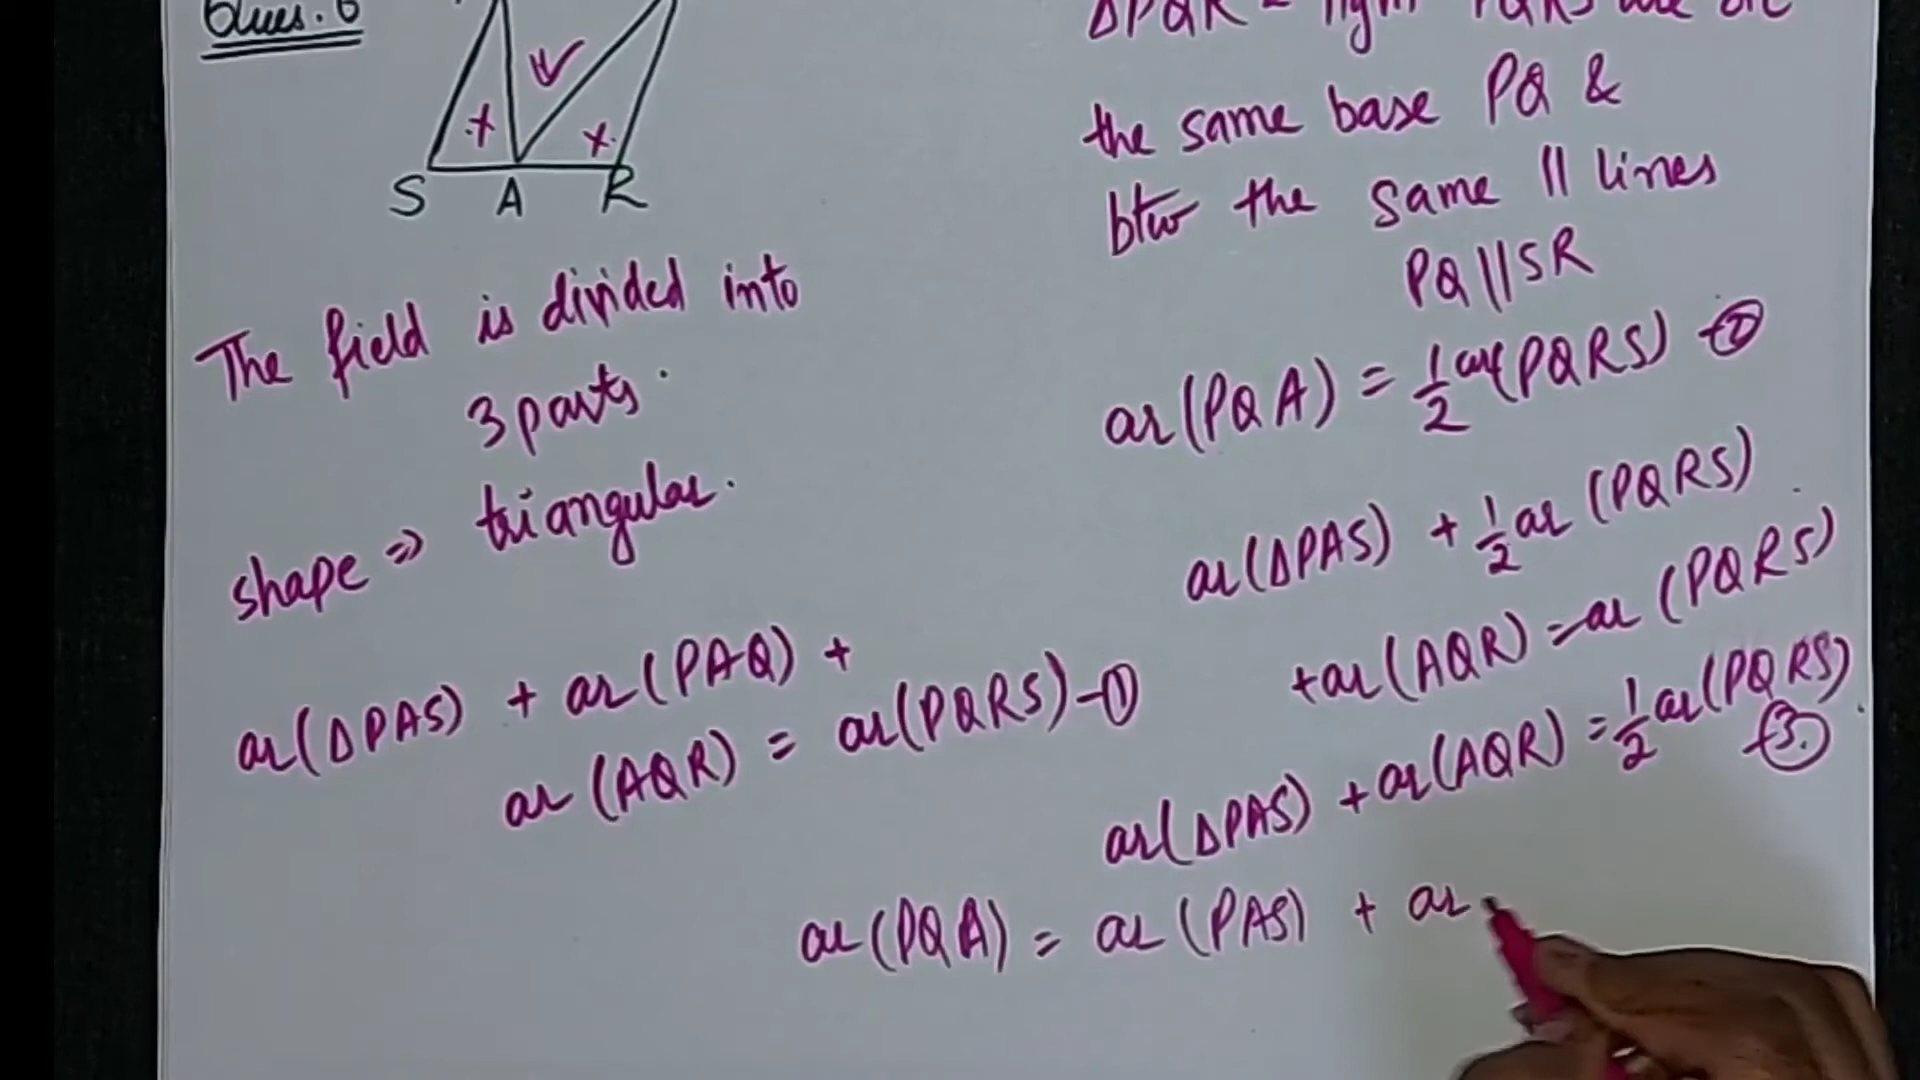 Ques. 6
S A R
The field is divided into
3 parts.
shape => triangular.
ar(ΔPAS) + ar(PAQ) +
ar(AQR) = ar(PQRS) - ①
the same base PQ &
btw the same || lines
PQ || SR
ar(PQA) = 1/2 ar(PQRS) - ②
ar(ΔPAS) + 1/2 ar(PQRS)
+ ar(AQR) = ar(PQRS)
ar(ΔPAS) + ar(AQR) = 1/2 ar(PQRS)
- ③.
ar(PQA) = ar(PAS) + ar